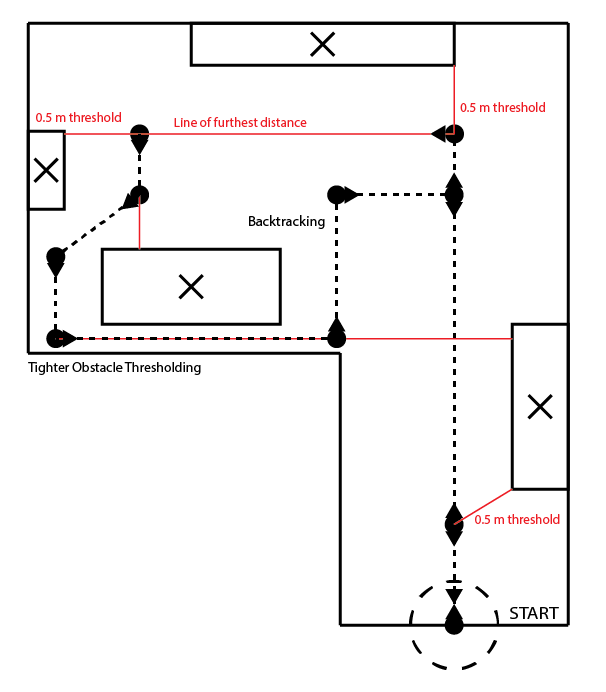 0.5 m threshold
0.5 m threshold
Line of furthest distance
Backtracking
Tighter Obstacle Thresholding
0.5 m threshold
START